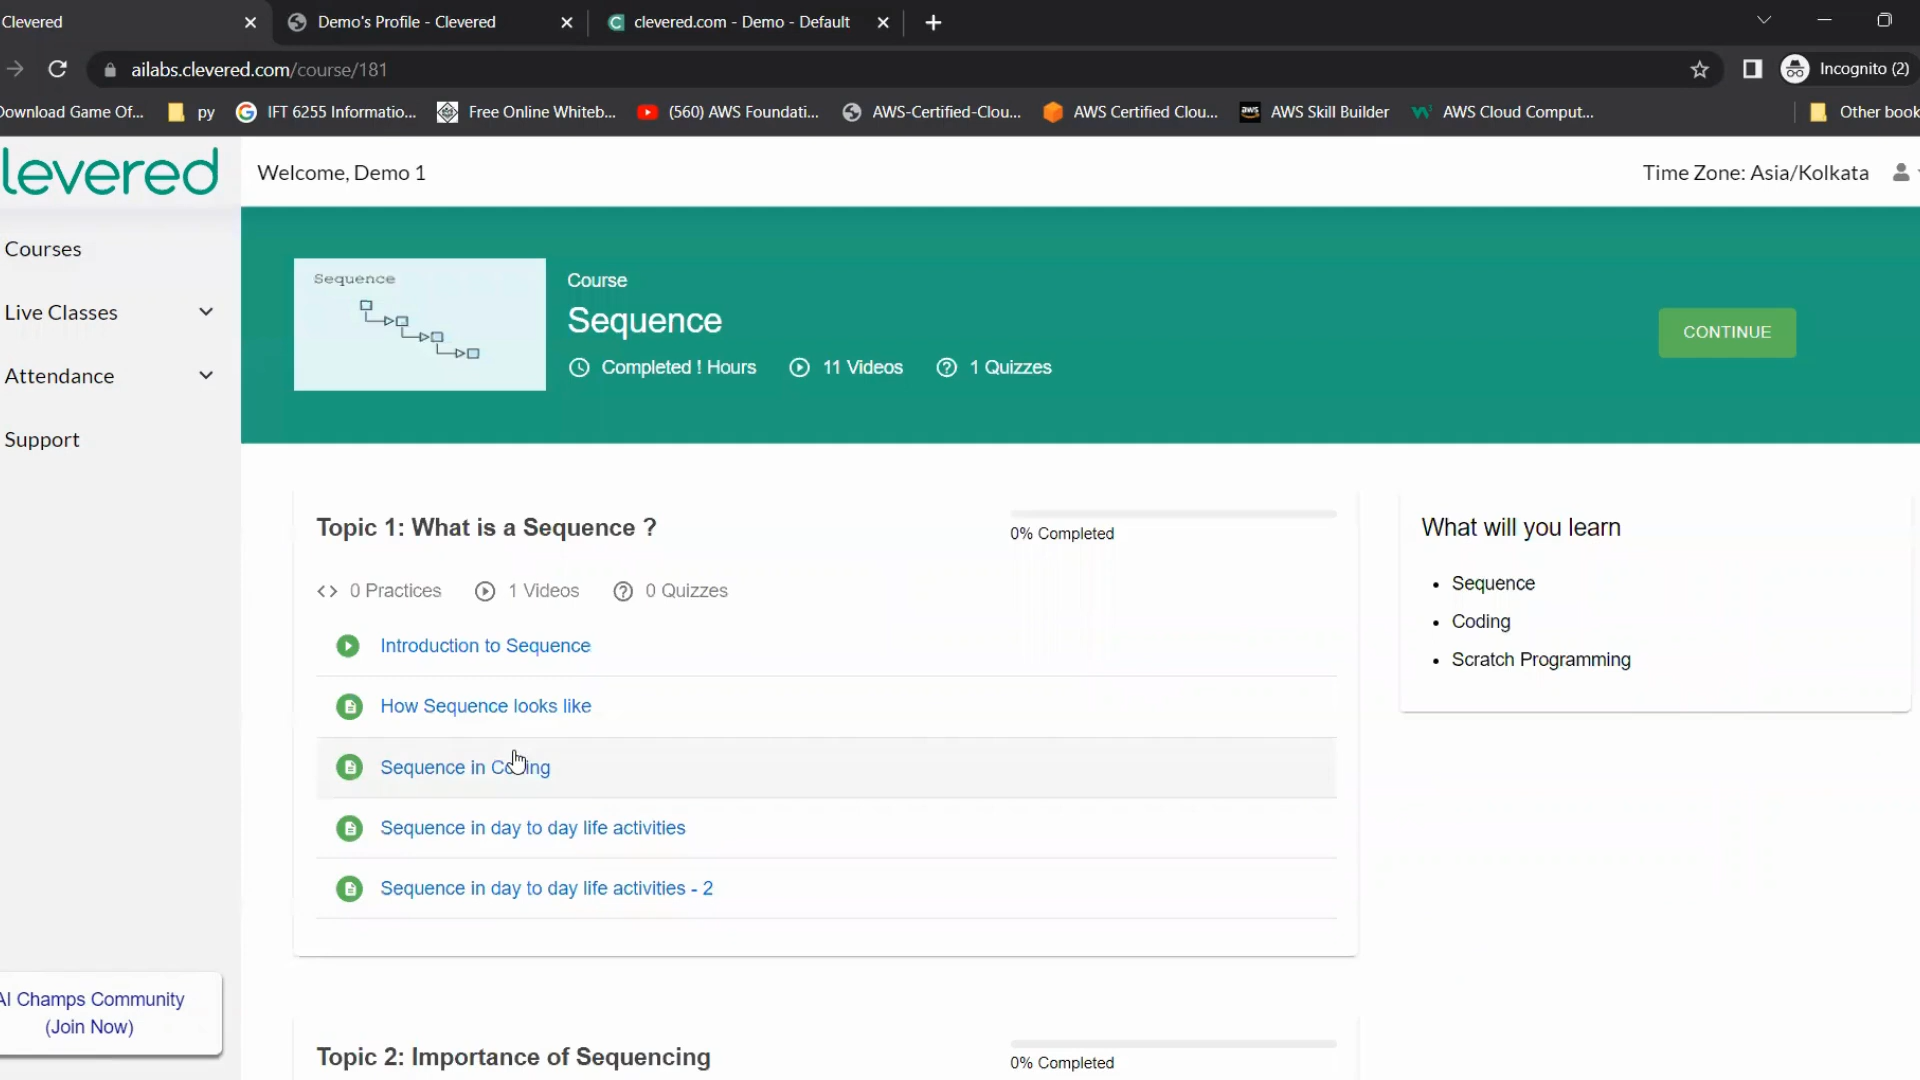 Clevered
Demo's Profile - Clevered
clevered.com - Demo - Default
ailabs.clevered.com/course/181
Incognito (2)
ownload Game Of...
py
IFT 6255 Informatio...
Free Online Whiteb...
(560) AWS Foundati...
AWS-Certified-Clou...
AWS Certified Clou...
AWS Skill Builder
AWS Cloud Comput...
Other book
levered
Welcome, Demo 1
Time Zone: Asia/Kolkata
Courses
Live Classes
Attendance
Support
AI Champs Community
(Join Now)
Sequence
Course
Sequence
Completed ! Hours
11 Videos
1 Quizzes
CONTINUE
Topic 1: What is a Sequence ?
0% Completed
0 Practices
1 Videos
0 Quizzes
Introduction to Sequence
How Sequence looks like
Sequence in Coding
Sequence in day to day life activities
Sequence in day to day life activities - 2
What will you learn
• Sequence
• Coding
• Scratch Programming
Topic 2: Importance of Sequencing
0% Completed